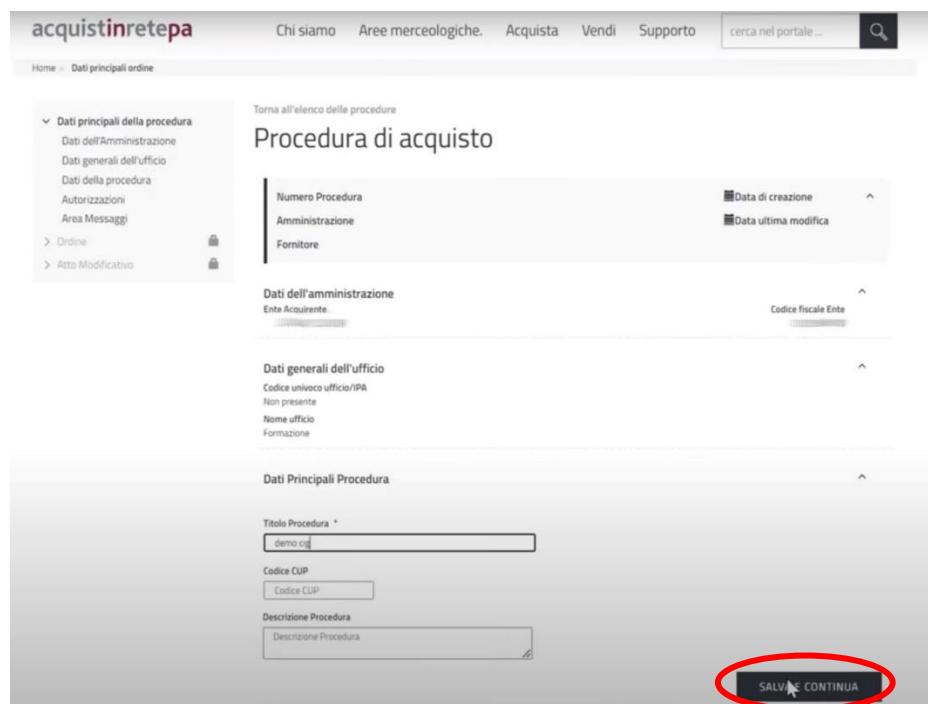 acquistinretepa
Chi siamo Aree merceologiche. Acquista Vendi Supporto cerca nel portale ...
Home > Dati principali ordine
Dati principali della procedura
Dati dell'Amministrazione
Dati generali dell'ufficio
Dati della procedura
Autorizzazioni
Area Messaggi
Ordine
Atto Modificativo
Torna all'elenco delle procedure
Procedura di acquisto
Numero Procedura Data di creazione
Amministrazione Data ultima modifica
Fornitore
Dati dell'amministrazione
Ente Acquirente Codice fiscale Ente
Dati generali dell'ufficio
Codice univoco ufficio/IPA
Non presente
Nome ufficio
Formazione
Dati Principali Procedura
Titolo Procedura *
demo cig
Codice CUP
Codice CUP
Descrizione Procedura
Descrizione Procedura
SALVA E CONTINUA